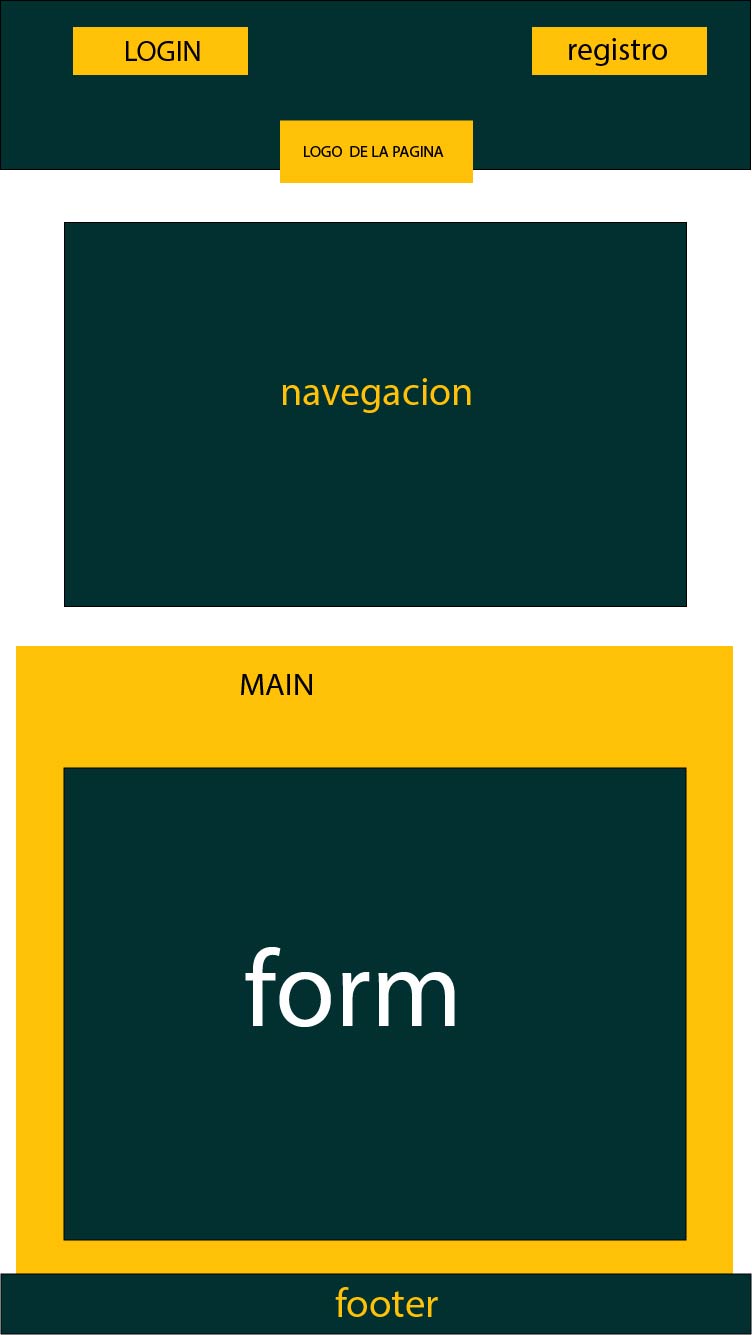 LOGIN
registro
LOGO DE LA PAGINA
navegacion
MAIN
form
footer